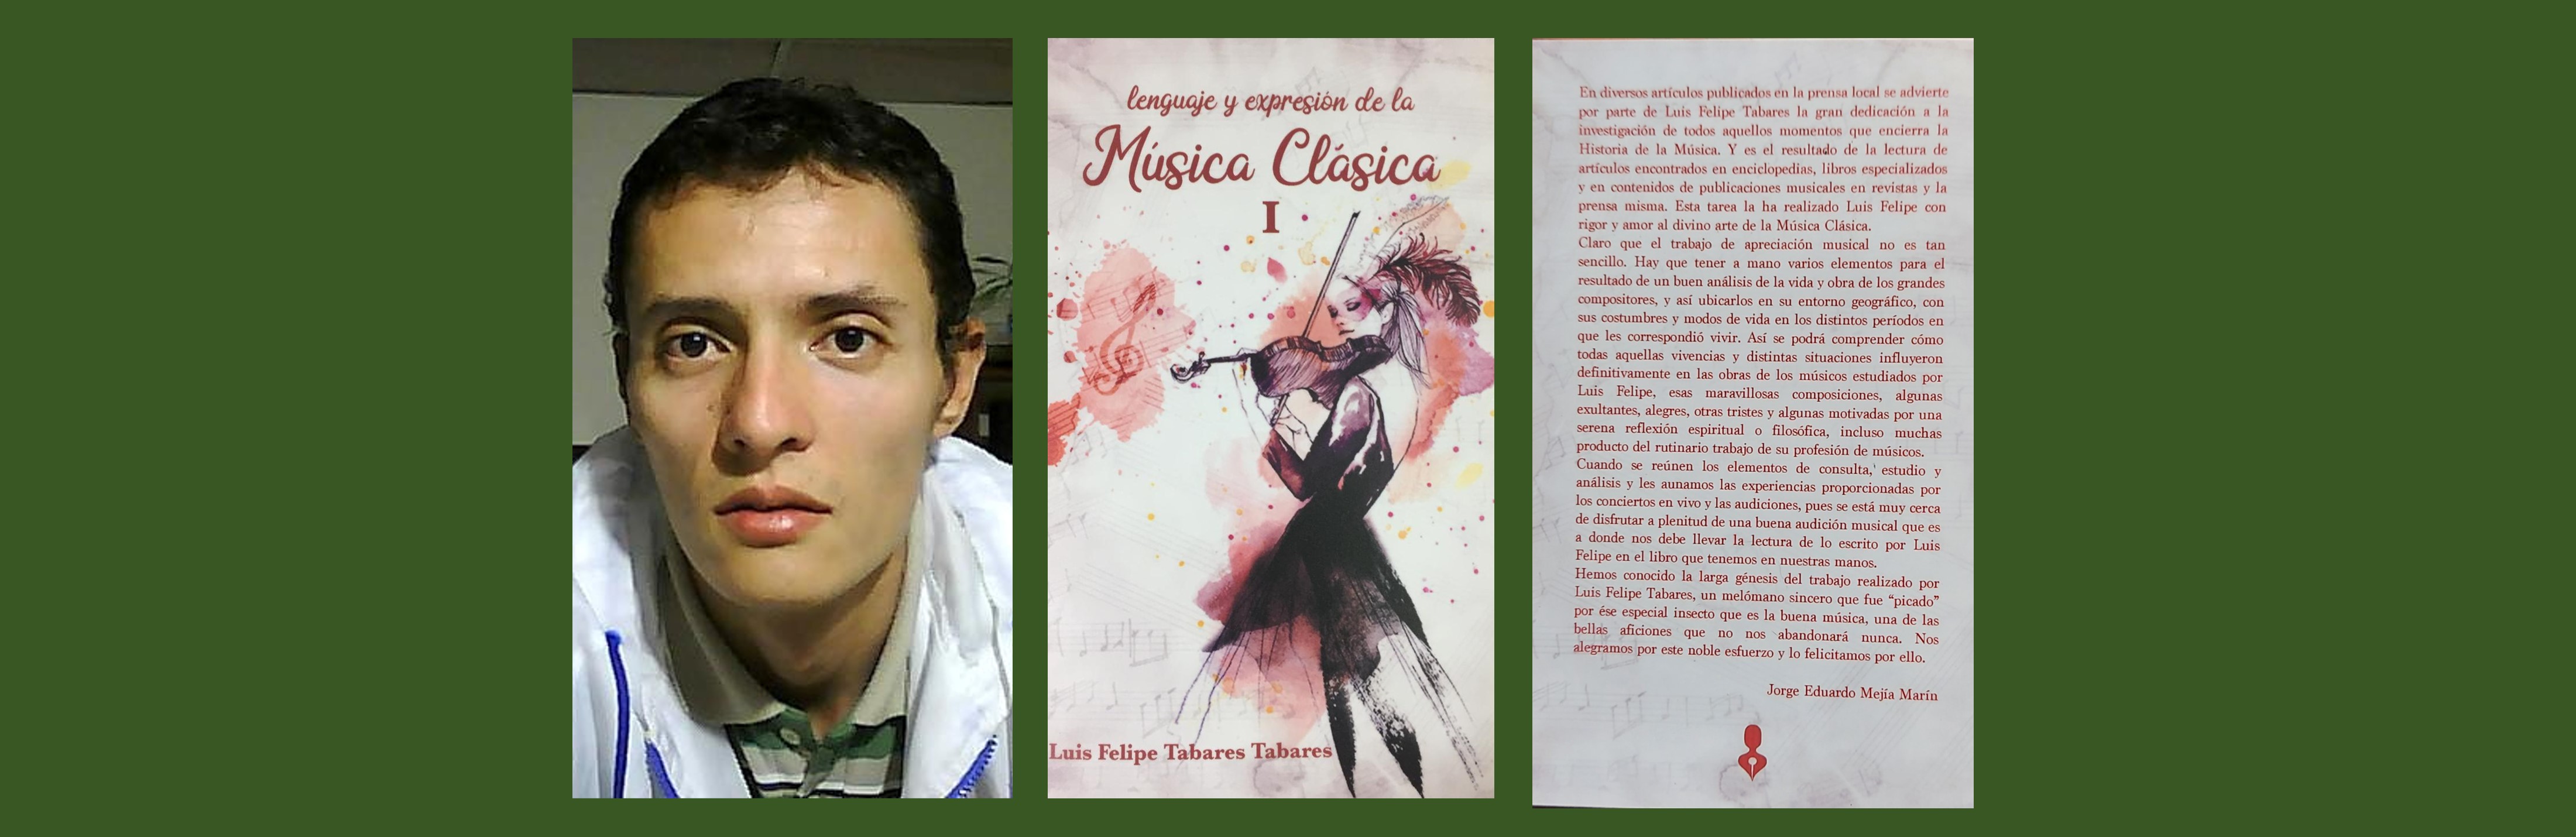 lenguaje y expresión de la
Música Clásica
I
Luis Felipe Tabares Tabares
En diversos artículos publicados en la prensa local se advierte
por parte de Luis Felipe Tabares la gran dedicación a la
investigación de todos aquellos momentos que encierra la
Historia de la Música. Y es el resultado de la lectura de
artículos encontrados en enciclopedias, libros especializados
y en contenidos de publicaciones musicales en revistas y la
prensa misma. Esta tarea la ha realizado Luis Felipe con
rigor y amor al divino arte de la Música Clásica.
Claro que el trabajo de apreciación musical no es tan
sencillo. Hay que tener a mano varios elementos para el
resultado de un buen análisis de la vida y obra de los grandes
compositores, y así ubicarlos en su entorno geográfico, con
sus costumbres y modos de vida en los distintos períodos en
que les correspondió vivir. Así se podrá comprender cómo
todas aquellas vivencias y distintas situaciones influyeron
definitivamente en las obras de los músicos estudiados por
Luis Felipe, esas maravillosas composiciones, algunas
exultantes, alegres, otras tristes y algunas motivadas por una
serena reflexión espiritual o filosófica, incluso muchas
producto del rutinario trabajo de su profesión de músicos.
Cuando se reúnen los elementos de consulta, estudio y
análisis y les aunamos las experiencias proporcionadas por
los conciertos en vivo y las audiciones, pues se está muy cerca
de disfrutar a plenitud de una buena audición musical que es
a donde nos debe llevar la lectura de lo escrito por Luis
Felipe en el libro que tenemos en nuestras manos.
Hemos conocido la larga génesis del trabajo realizado por
Luis Felipe Tabares, un melómano sincero que fue “picado”
por ése especial insecto que es la buena música, una de las
bellas aficiones que no nos abandonará nunca. Nos
alegramos por este noble esfuerzo y lo felicitamos por ello.
Jorge Eduardo Mejía Marín